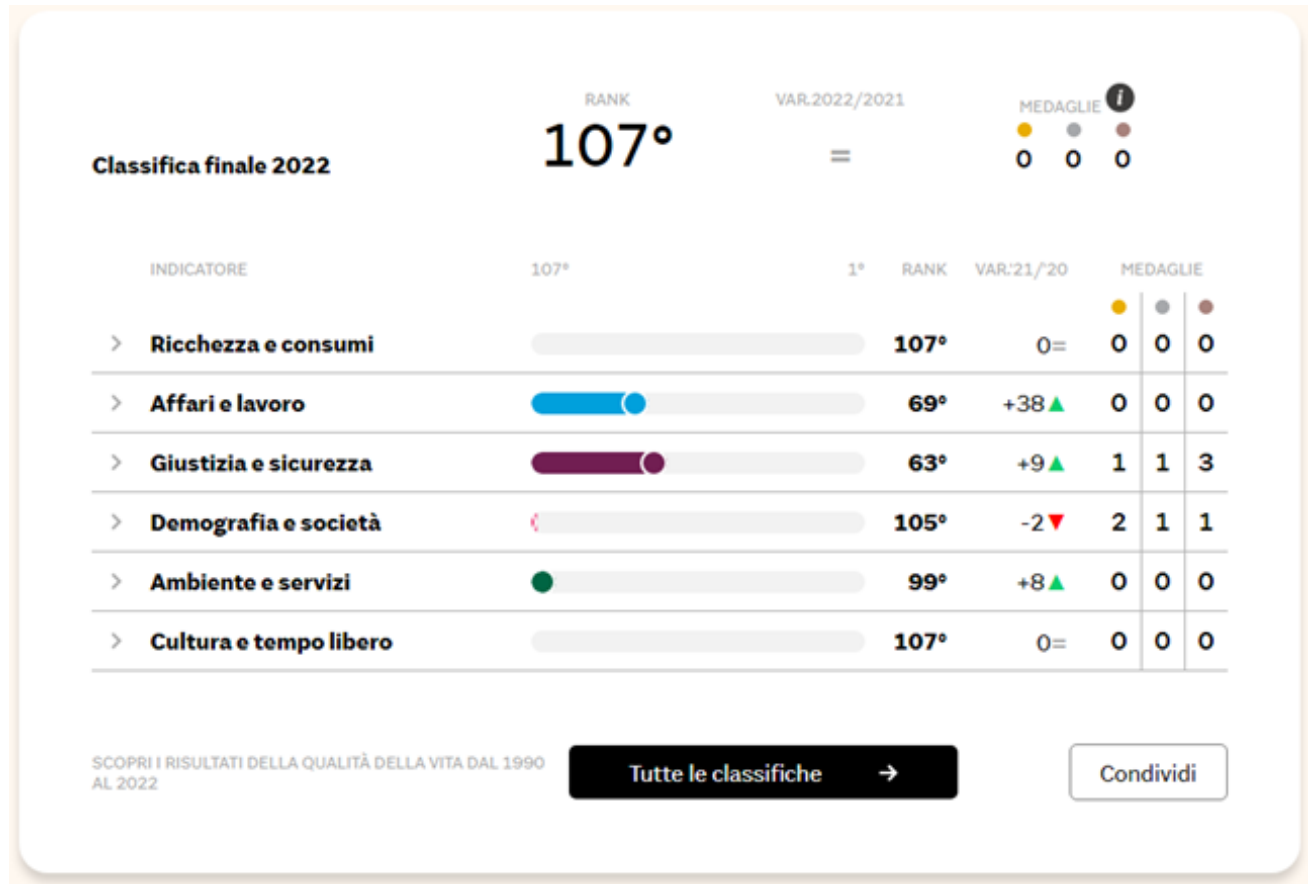 RANK VAR.2022/2021 MEDAGLIE i
Classifica finale 2022 107° = 0 0 0
INDICATORE 107° 1° RANK VAR.'21/'20 MEDAGLIE
Ricchezza e consumi 107° 0= 0 0 0
Affari e lavoro 69° +38▲ 0 0 0
Giustizia e sicurezza 63° +9▲ 1 1 3
Demografia e società 105° -2▼ 2 1 1
Ambiente e servizi 99° +8▲ 0 0 0
Cultura e tempo libero 107° 0= 0 0 0
SCOPRI I RISULTATI DELLA QUALITÀ DELLA VITA DAL 1990
AL 2022
Tutte le classifiche →
Condividi